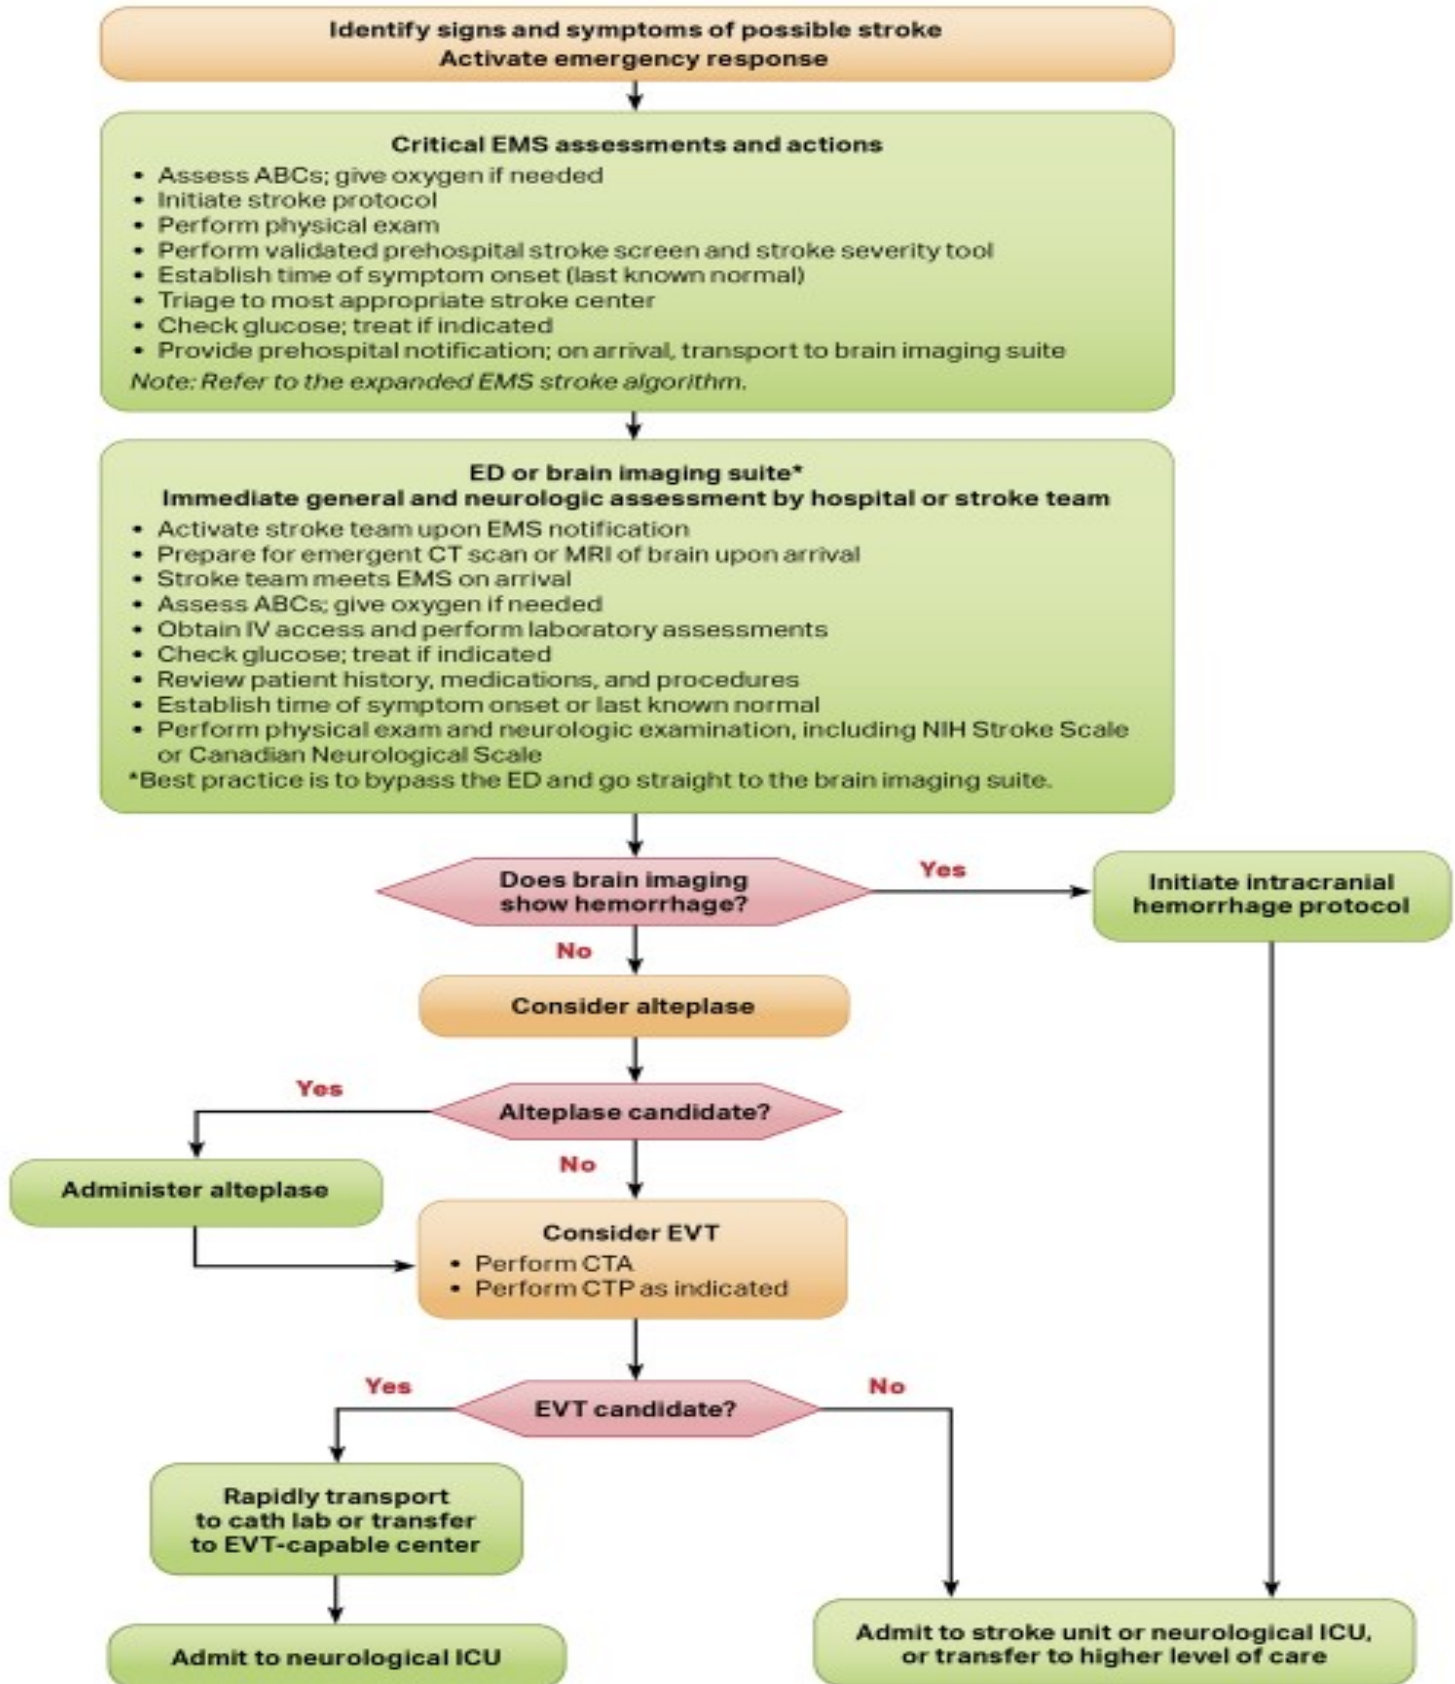 Identify signs and symptoms of possible stroke
Activate emergency response
Critical EMS assessments and actions
• Assess ABCs; give oxygen if needed
• Initiate stroke protocol
• Perform physical exam
• Perform validated prehospital stroke screen and stroke severity tool
• Establish time of symptom onset (last known normal)
• Triage to most appropriate stroke center
• Check glucose; treat if indicated
• Provide prehospital notification; on arrival, transport to brain imaging suite
Note: Refer to the expanded EMS stroke algorithm.
ED or brain imaging suite*
Immediate general and neurologic assessment by hospital or stroke team
• Activate stroke team upon EMS notification
• Prepare for emergent CT scan or MRI of brain upon arrival
• Stroke team meets EMS on arrival
• Assess ABCs; give oxygen if needed
• Obtain IV access and perform laboratory assessments
• Check glucose; treat if indicated
• Review patient history, medications, and procedures
• Establish time of symptom onset or last known normal
• Perform physical exam and neurologic examination, including NIH Stroke Scale
or Canadian Neurological Scale
*Best practice is to bypass the ED and go straight to the brain imaging suite.
Does brain imaging
show hemorrhage?
Yes
Initiate intracranial
hemorrhage protocol
No
Consider alteplase
Alteplase candidate?
Yes
Administer alteplase
No
Consider EVT
• Perform CTA
• Perform CTP as indicated
EVT candidate?
Yes
No
Rapidly transport
to cath lab or transfer
to EVT-capable center
Admit to neurological ICU
Admit to stroke unit or neurological ICU,
or transfer to higher level of care